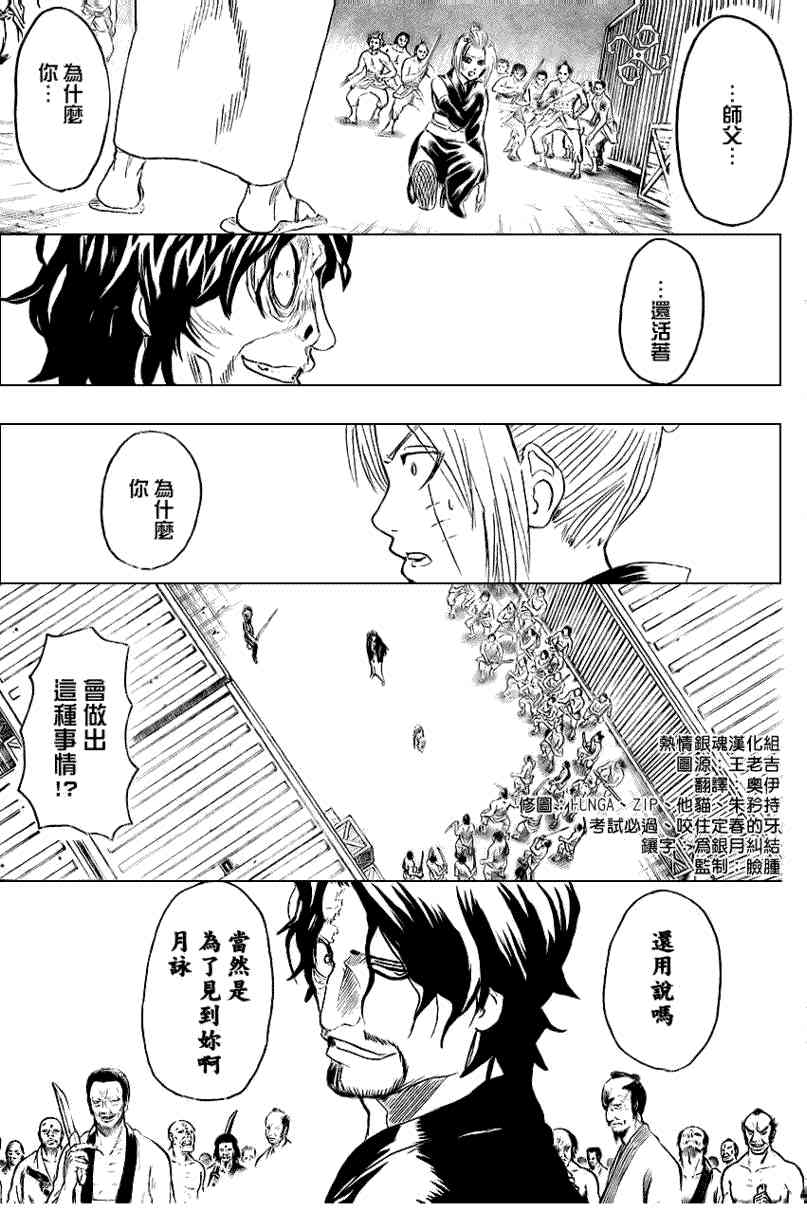 …師父…
為什麼
你…
…還活著
為什麼
你
會做出
這種事情!?
熱情銀魂漢化組
圖源：王老吉
翻譯：奧伊
修圖：FUNGA、ZIP、他貓、朱矜持
考試必過、咬住定春的牙
鑲字：為銀月糾結
監制：臉腫
還用說嗎
當然是
為了見到妳啊
月詠